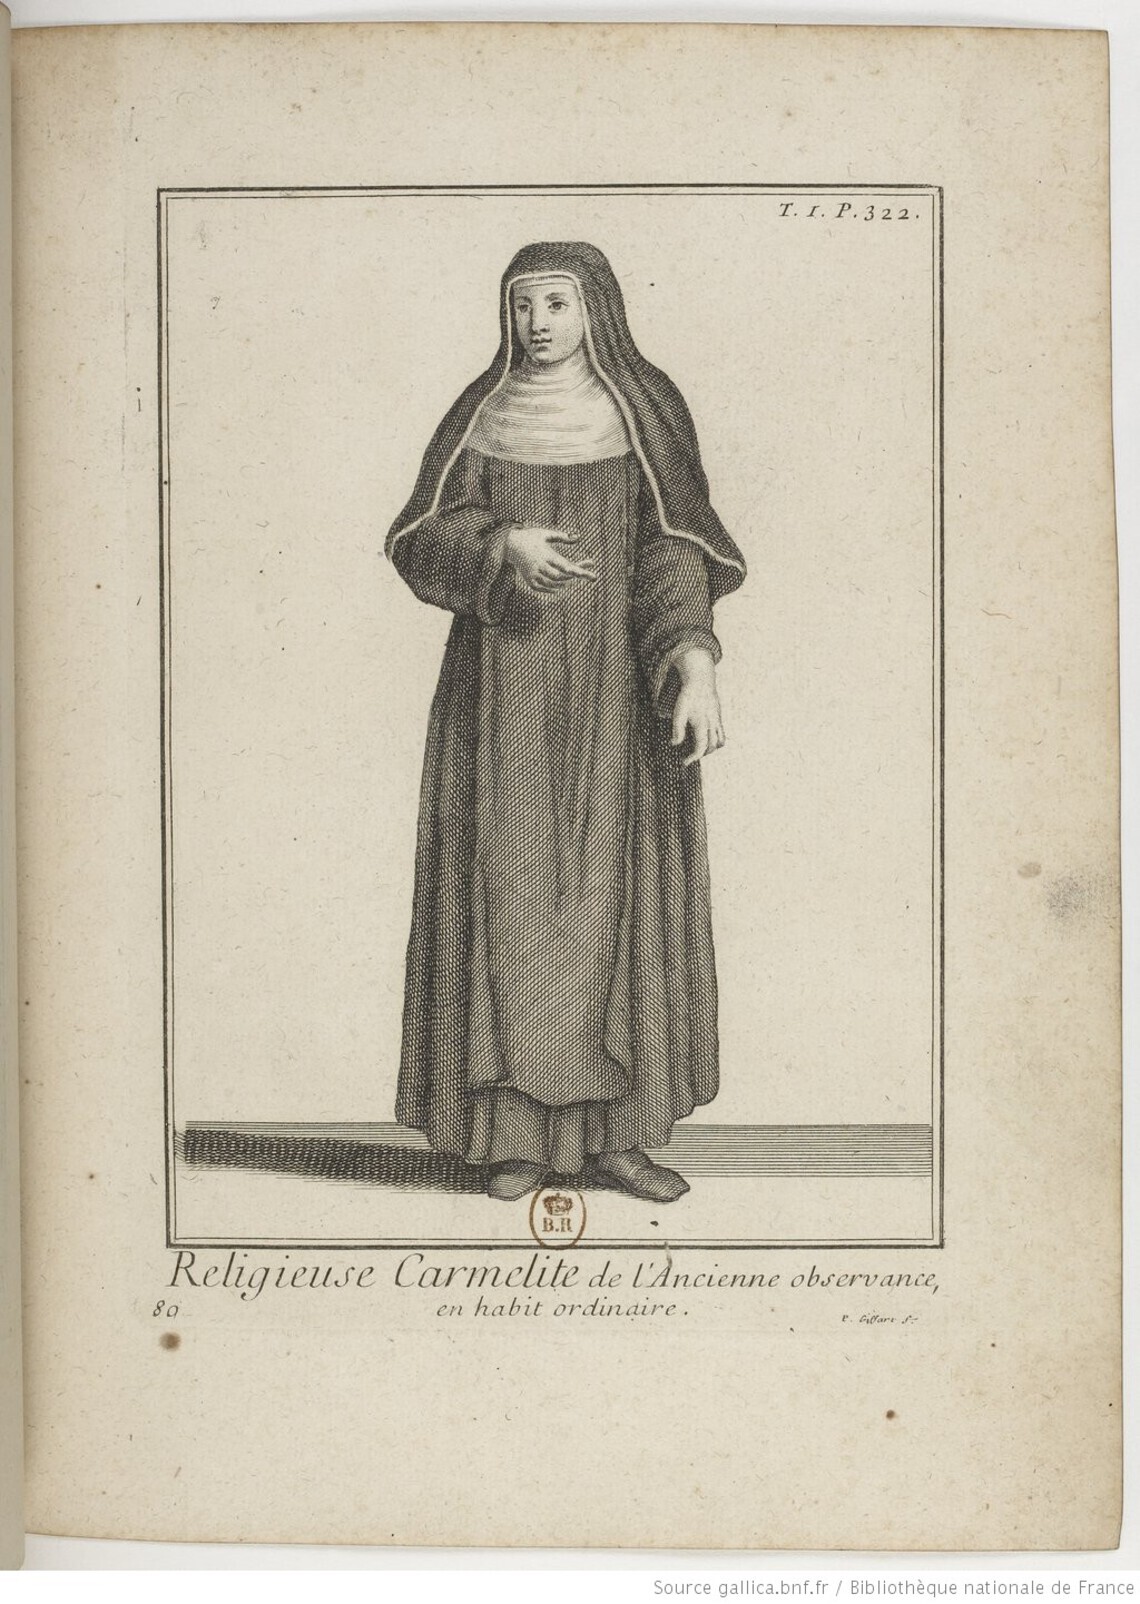 T. 1. P. 322.
B.R
Religieuse Carmelite de l'Ancienne observance,
80 en habit ordinaire.
P. Giffart f.
Source gallica.bnf.fr / Bibliothèque nationale de France